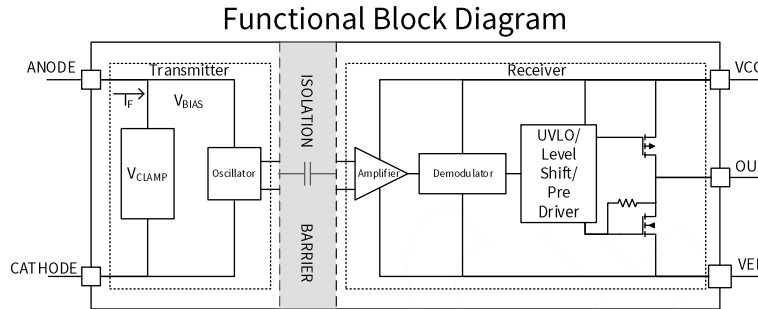 Functional Block Diagram
ANODE
Transmitter
ISOLATION
Receiver
VCC
IF
VBIAS
UVLO/
Level
Shift/
Pre
Driver
VCLAMP
Oscillator
Amplifier
Demodulator
BARRIER
CATHODE